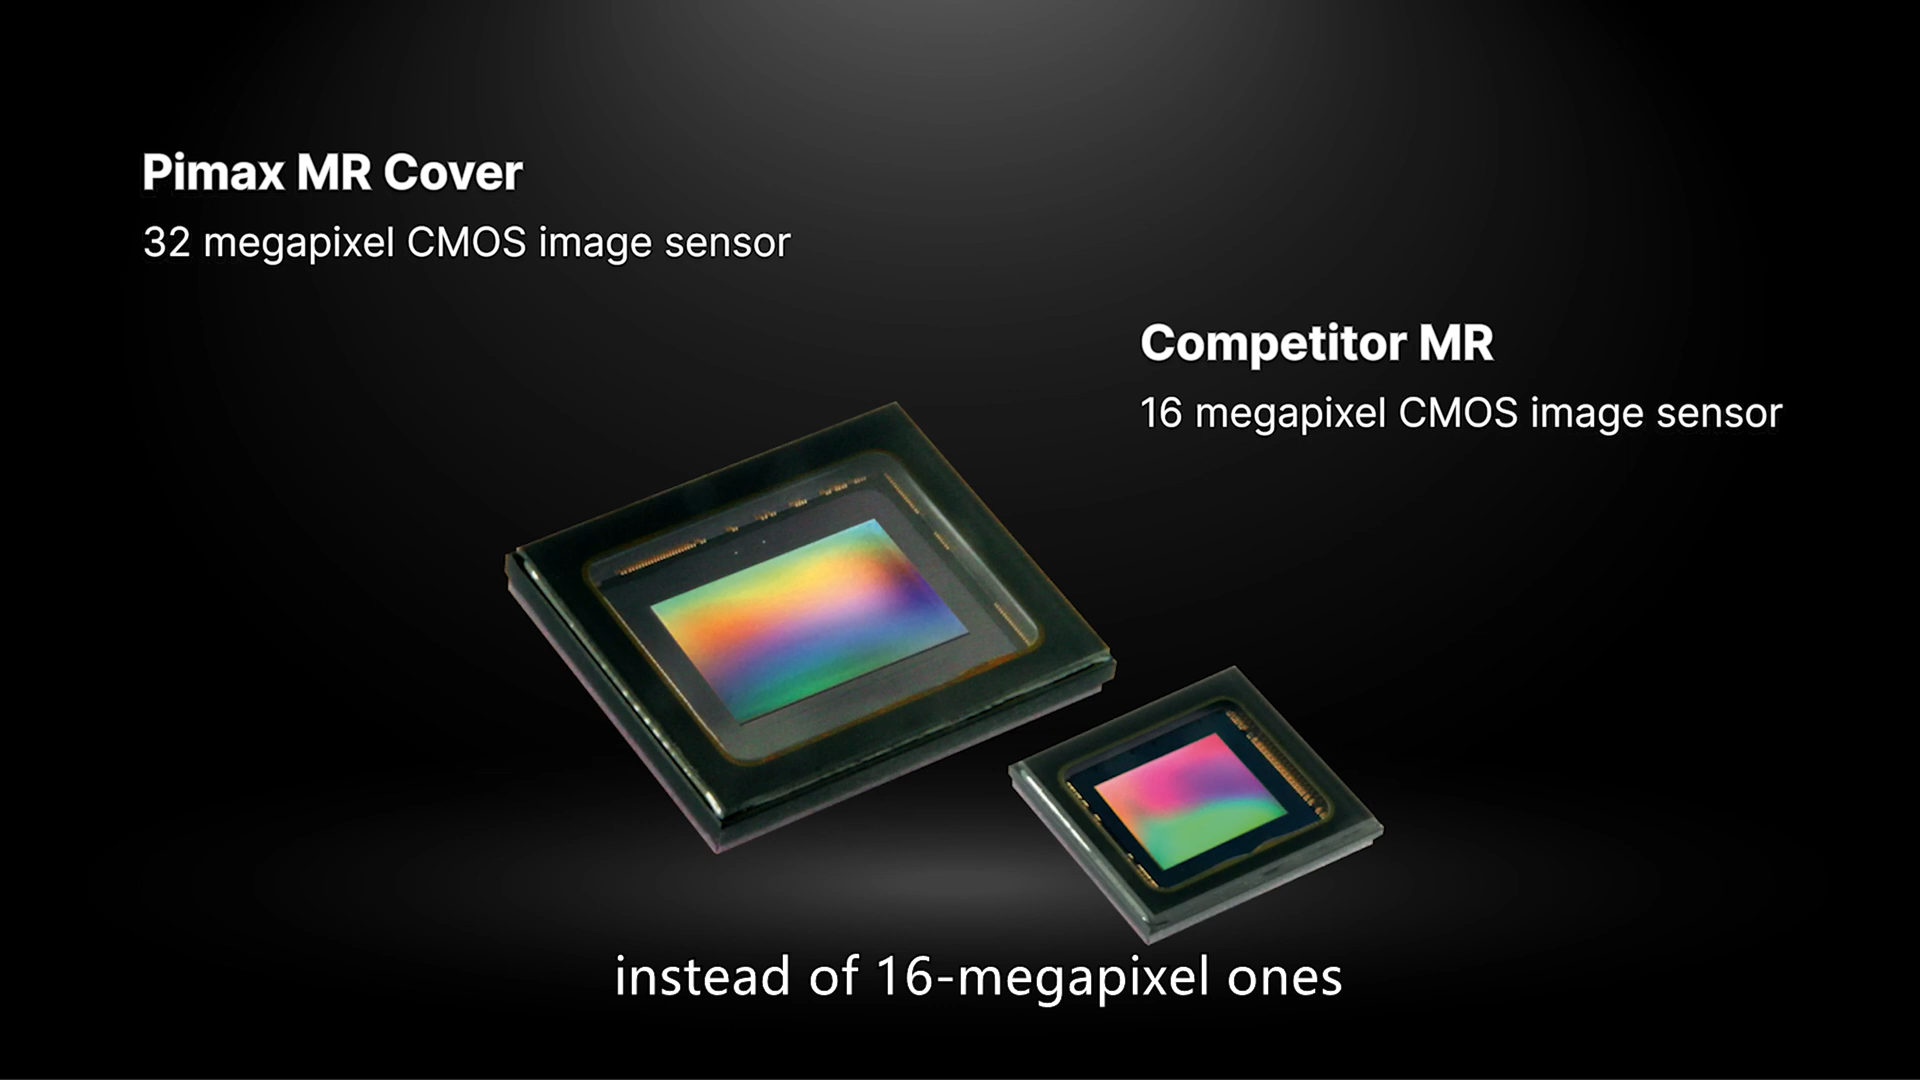 Pimax MR Cover
32 megapixel CMOS image sensor
Competitor MR
16 megapixel CMOS image sensor
instead of 16-megapixel ones